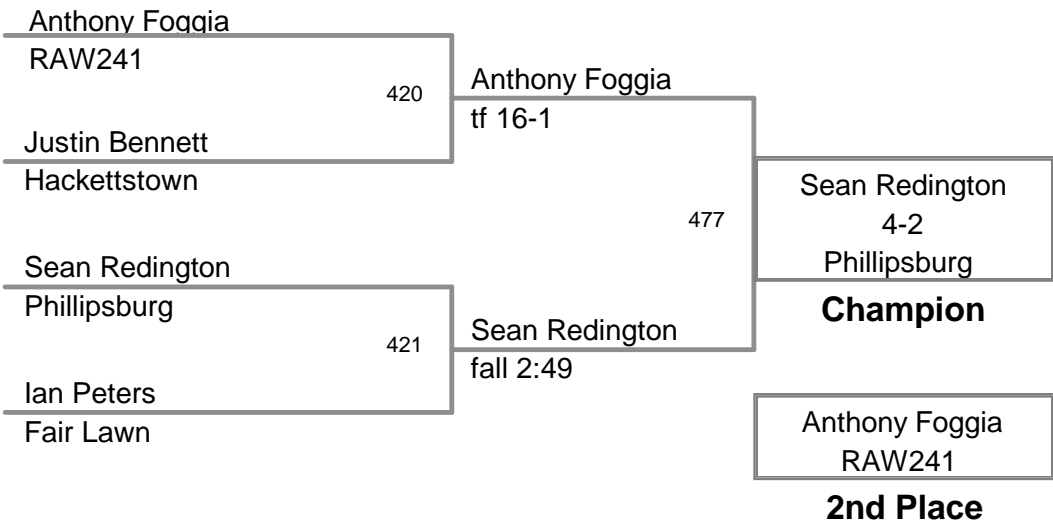 Anthony Foggia
RAW241
420
Justin Bennett
Hackettstown
Sean Redington
Phillipsburg
421
Ian Peters
Fair Lawn
Anthony Foggia
tf 16-1
477
Sean Redington
fall 2:49
Sean Redington
4-2
Phillipsburg
Champion
Anthony Foggia
RAW241
2nd Place